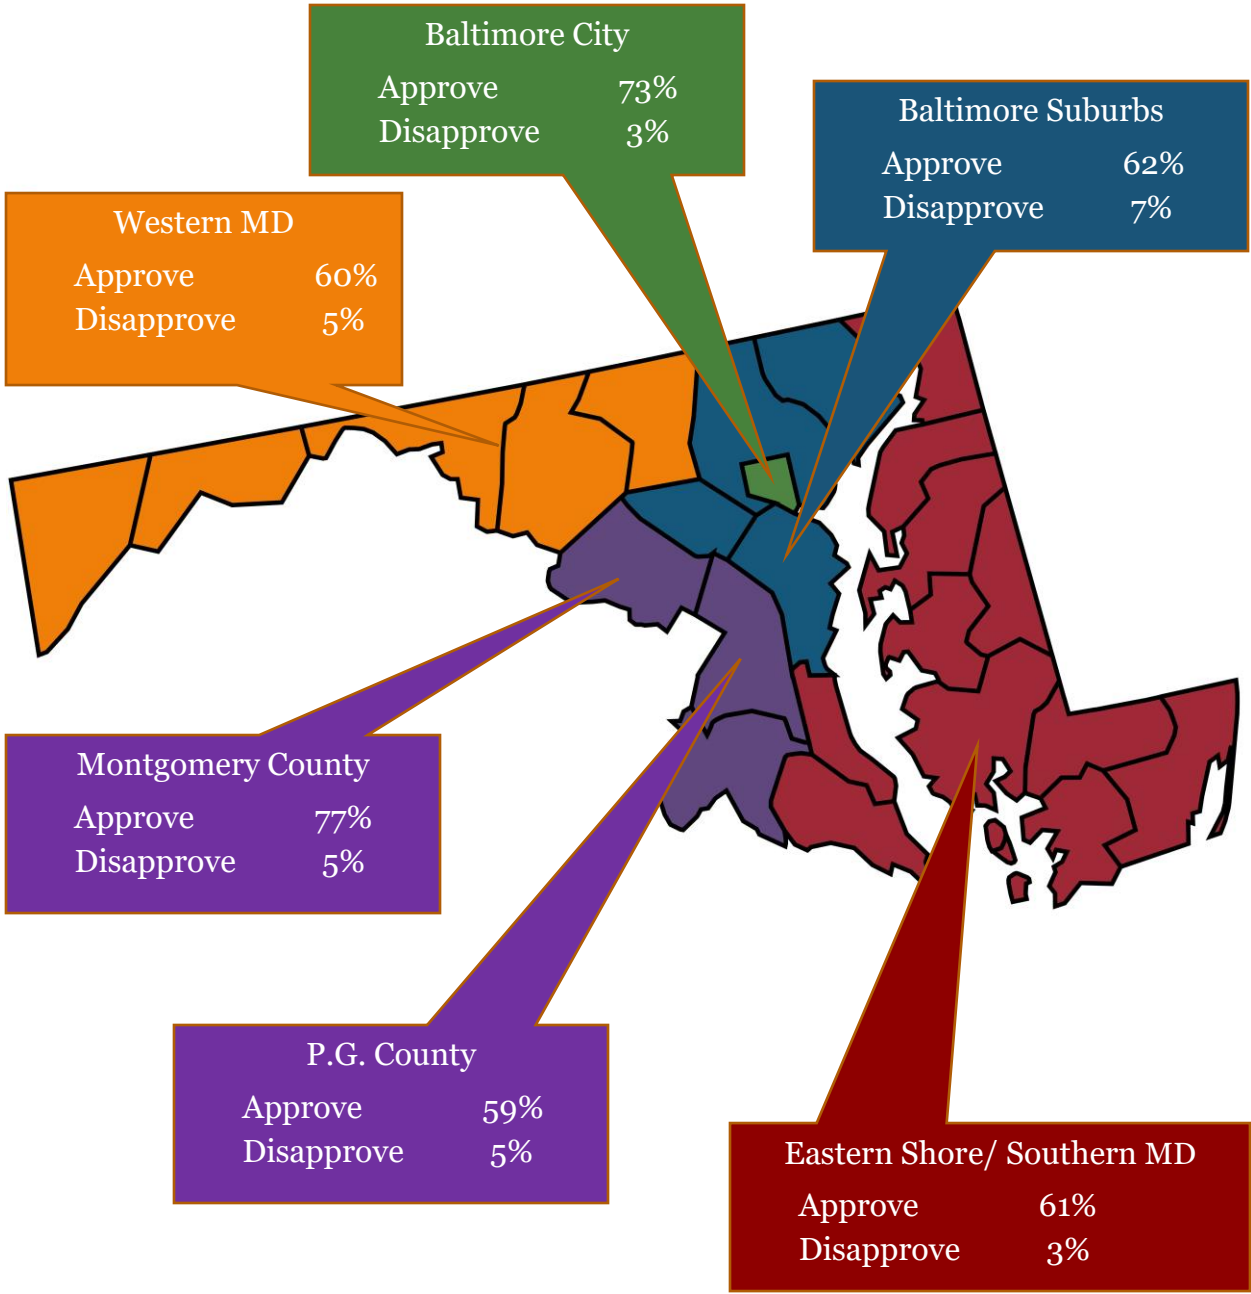 Baltimore City
Approve 73%
Disapprove 3%
Baltimore Suburbs
Approve 62%
Disapprove 7%
Western MD
Approve 60%
Disapprove 5%
Montgomery County
Approve 77%
Disapprove 5%
P.G. County
Approve 59%
Disapprove 5%
Eastern Shore/ Southern MD
Approve 61%
Disapprove 3%